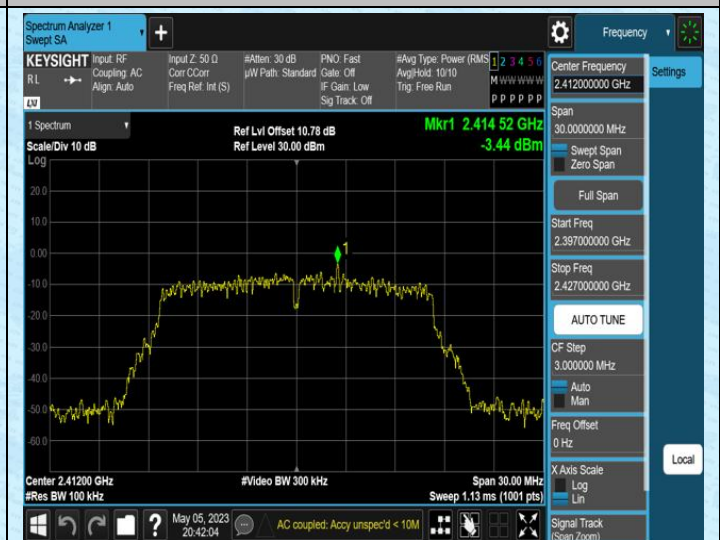 Spectrum Analyzer 1
Swept SA
+
Frequency
KEYSIGHT
RL
LXI
Input: RF
Coupling: AC
Align: Auto
Input Z: 50 Ω
Corr CCorr
Freq Ref: Int (S)
#Atten: 30 dB
µW Path: Standard
PNO: Fast
Gate: Off
IF Gain: Low
Sig Track: Off
#Avg Type: Power (RMS
Avg|Hold: 10/10
Trig: Free Run
1 2 3 4 5 6
M W W W W W
P P P P P P
1 Spectrum
Scale/Div 10 dB
Log
Ref Lvl Offset 10.78 dB
Ref Level 30.00 dBm
Mkr1 2.414 52 GHz
-3.44 dBm
20.0
10.0
0.00
-10.0
-20.0
-30.0
-40.0
-50.0
-60.0
1
Center 2.41200 GHz
#Res BW 100 kHz
#Video BW 300 kHz
Span 30.00 MHz
Sweep 1.13 ms (1001 pts)
Center Frequency
2.412000000 GHz
Settings
Span
30.0000000 MHz
Swept Span
Zero Span
Full Span
Start Freq
2.397000000 GHz
Stop Freq
2.427000000 GHz
AUTO TUNE
CF Step
3.000000 MHz
Auto
Man
Freq Offset
0 Hz
X Axis Scale
Log
Lin
Local
Signal Track
(Span Zoom)
?
May 05, 2023
20:42:04
AC coupled: Accy unspec'd < 10M